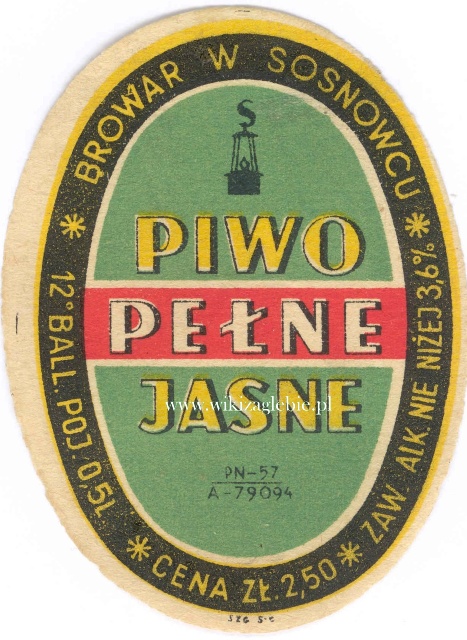 BROWAR W SOSNOWCU
S
PIWO
PEŁNE
JASNE
www.wikizaglebie.pl
PN-57
A-79094
12° BALL. POJ. 0,5L
CENA ZŁ. 2,50
ZAW. ALK. NIE NIŻEJ 3,6%